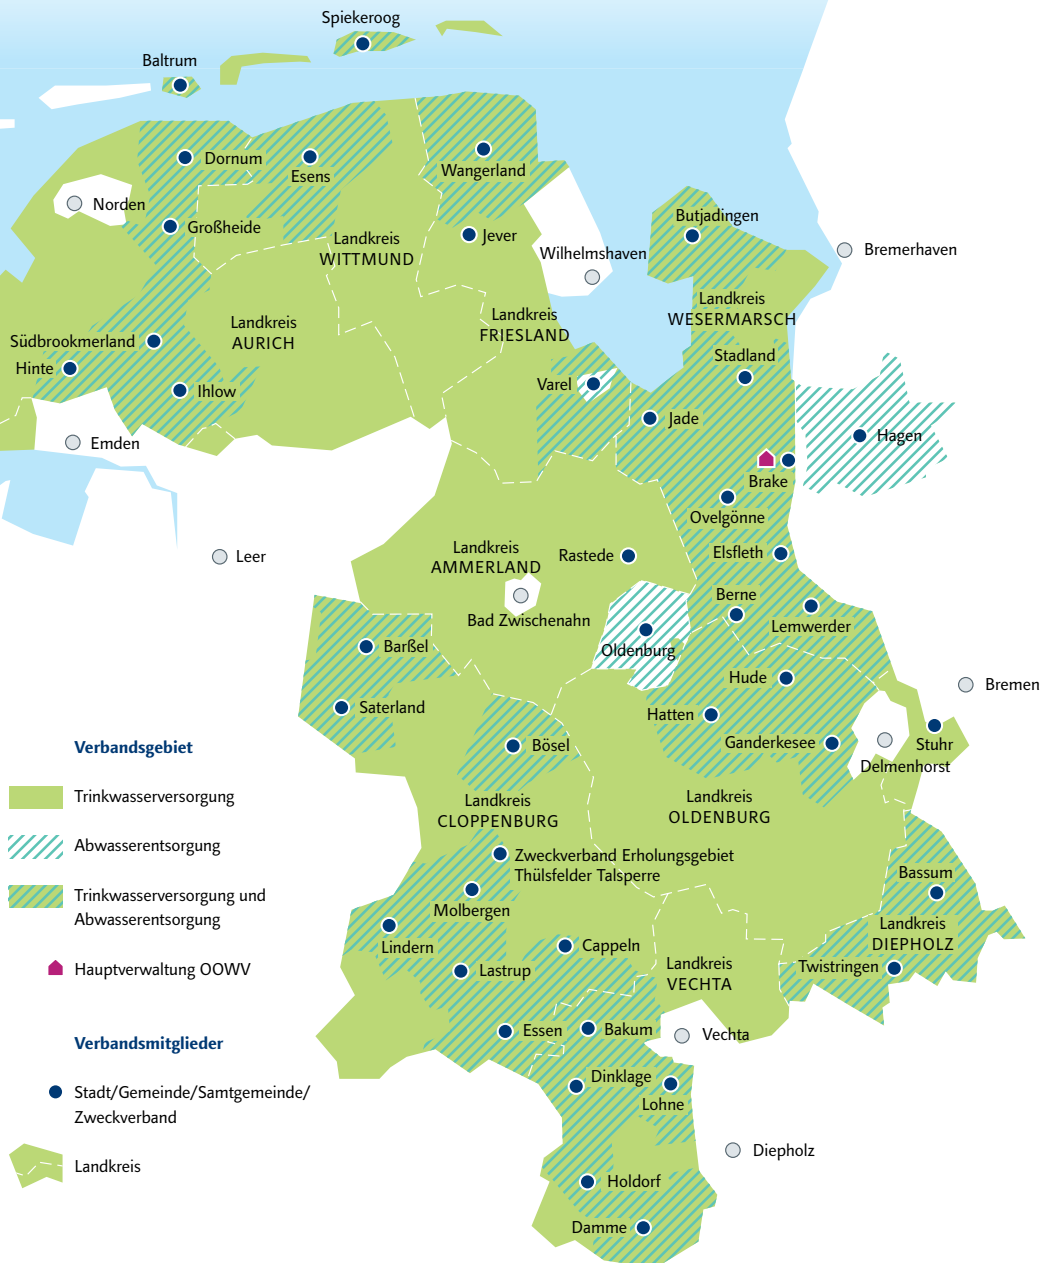 Spiekeroog
Baltrum
Dornum
Esens
Wangerland
Norden
Großheide
Butjadingen
Jever
Landkreis
WITTMUND
Wilhelmshaven
Bremerhaven
Landkreis
WESERMARSCH
Landkreis
FRIESLAND
Landkreis
AURICH
Südbrookmerland
Stadland
Hinte
Varel
Ihlow
Jade
Hagen
Emden
Brake
Ovelgönne
Leer
Landkreis
AMMERLAND
Rastede
Elsfleth
Berne
Bad Zwischenahn
Lemwerder
Barßel
Oldenburg
Hude
Bremen
Saterland
Hatten
Bösel
Ganderkesee
Stuhr
Delmenhorst
Landkreis
CLOPPENBURG
Landkreis
OLDENBURG
Zweckverband Erholungsgebiet
Thülsfelder Talsperre
Bassum
Molbergen
Landkreis
DIEPHOLZ
Lindern
Cappeln
Lastrup
Landkreis
VECHTA
Twistringen
Essen
Bakum
Vechta
Dinklage
Lohne
Diepholz
Holdorf
Damme
Verbandsgebiet
Trinkwasserversorgung
Abwasserentsorgung
Trinkwasserversorgung und
Abwasserentsorgung
Hauptverwaltung OOWV
Verbandsmitglieder
Stadt/Gemeinde/Samtgemeinde/
Zweckverband
Landkreis